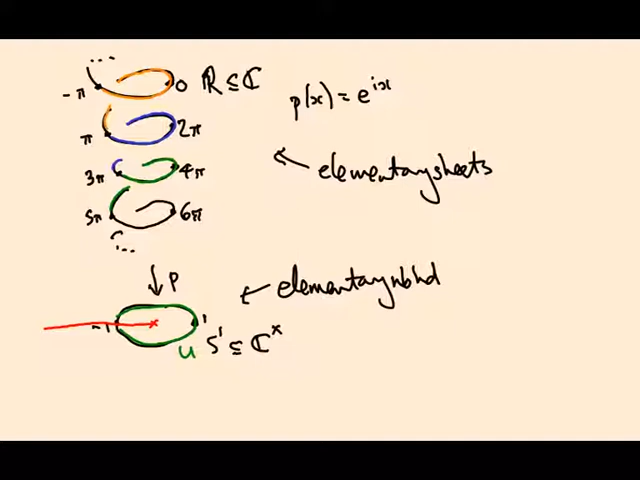 ...
-π 0 ℝ ⊆ ℂ p(x) = e^{ix}
π 2π
3π 4π elementary sheets
5π 6π
...
↓ p
elementary nbhd
-1 1
U S¹ ⊆ ℂ^×